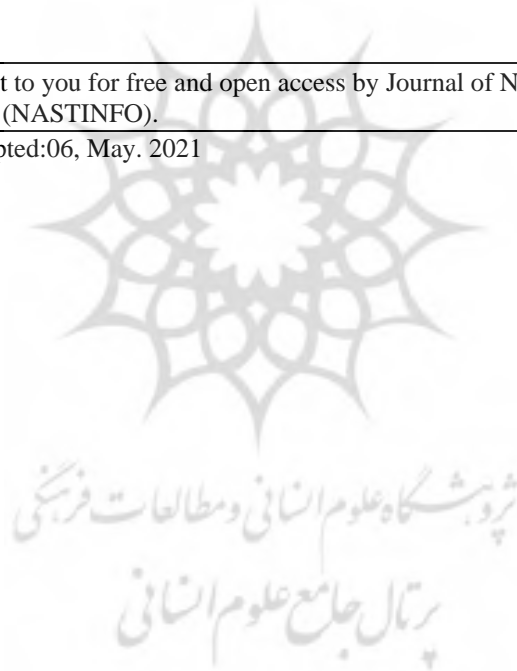 t to you for free and open access by Journal of N
(NASTINFO).
pted:06, May. 2021
پژوهشگاه علوم انسانی و مطالعات فرهنگی
پرتال جامع علوم انسانی